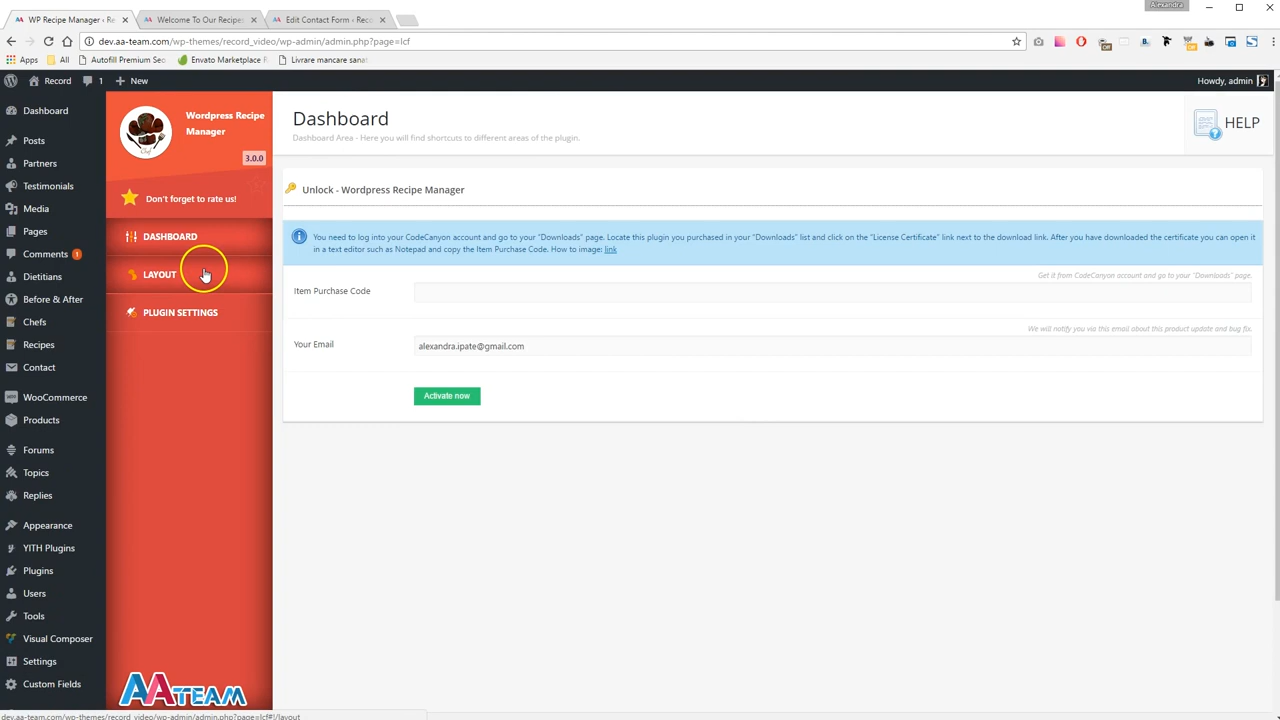 Alexandra
WP Recipe Manager ‹ Re
Welcome To Our Recipes
Edit Contact Form ‹ Reco
dev.aa-team.com/wp-themes/record_video/wp-admin/admin.php?page=lcf
Apps
All
Autofill Premium Seo
Envato Marketplace R
Livrare mancare sanat
Record
1
New
Howdy, admin
Dashboard
Posts
Partners
Testimonials
Media
Pages
Comments 1
Dietitians
Before & After
Chefs
Recipes
Contact
WooCommerce
Products
Forums
Topics
Replies
Appearance
YITH Plugins
Plugins
Users
Tools
Visual Composer
Settings
Custom Fields
Wordpress Recipe
Manager
Chef
3.0.0
Don't forget to rate us!
DASHBOARD
LAYOUT
PLUGIN SETTINGS
AATEAM
Dashboard
Dashboard Area - Here you will find shortcuts to different areas of the plugin.
HELP
Unlock - Wordpress Recipe Manager
You need to log into your CodeCanyon account and go to your "Downloads" page. Locate this plugin you purchased in your "Downloads" list and click on the "License Certificate" link next to the download link. After you have downloaded the certificate you can open
it in a text editor such as Notepad and copy the Item Purchase Code. How to image: link
Get it from CodeCanyon account and go to your "Downloads" page.
Item Purchase Code
We will notify you via this email about this product update and bug fix.
Your Email
alexandra.ipate@gmail.com
Activate now
dev.aa-team.com/wp-themes/record_video/wp-admin/admin.php?page=lcf#!/layout